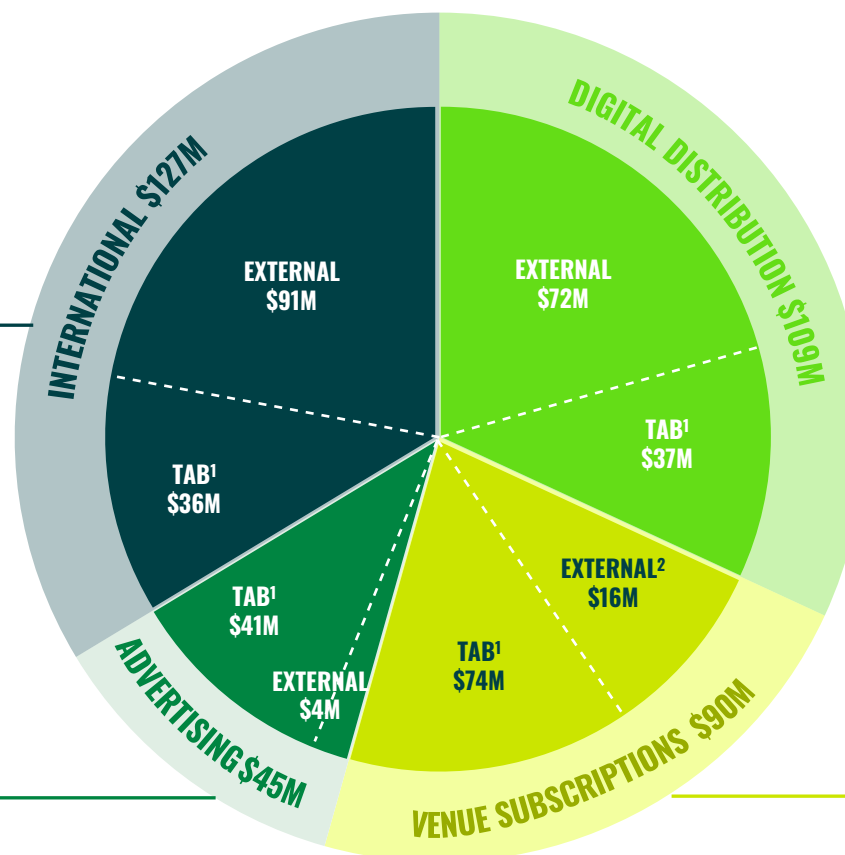 INTERNATIONAL $127M
EXTERNAL
$91M
TAB¹
$36M
DIGITAL DISTRIBUTION $109M
EXTERNAL
$72M
TAB¹
$37M
EXTERNAL²
$16M
TAB¹
$74M
VENUE SUBSCRIPTIONS $90M
TAB¹
$41M
EXTERNAL
$4M
ADVERTISING $45M